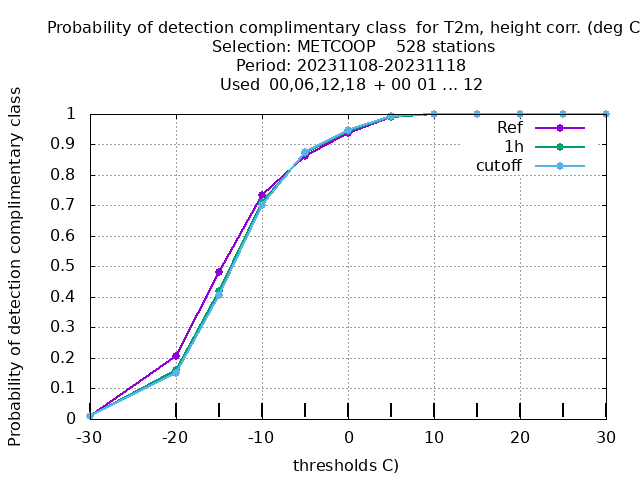 Probability of detection complimentary class for T2m, height corr. (deg C
Selection: METCOOP 528 stations
Period: 20231108-20231118
Used 00,06,12,18 + 00 01 ... 12
Probability of detection complimentary class
1
0.9
0.8
0.7
0.6
0.5
0.4
0.3
0.2
0.1
0
Ref
1h
cutoff
-30 -20 -10 0 10 20 30
thresholds C)